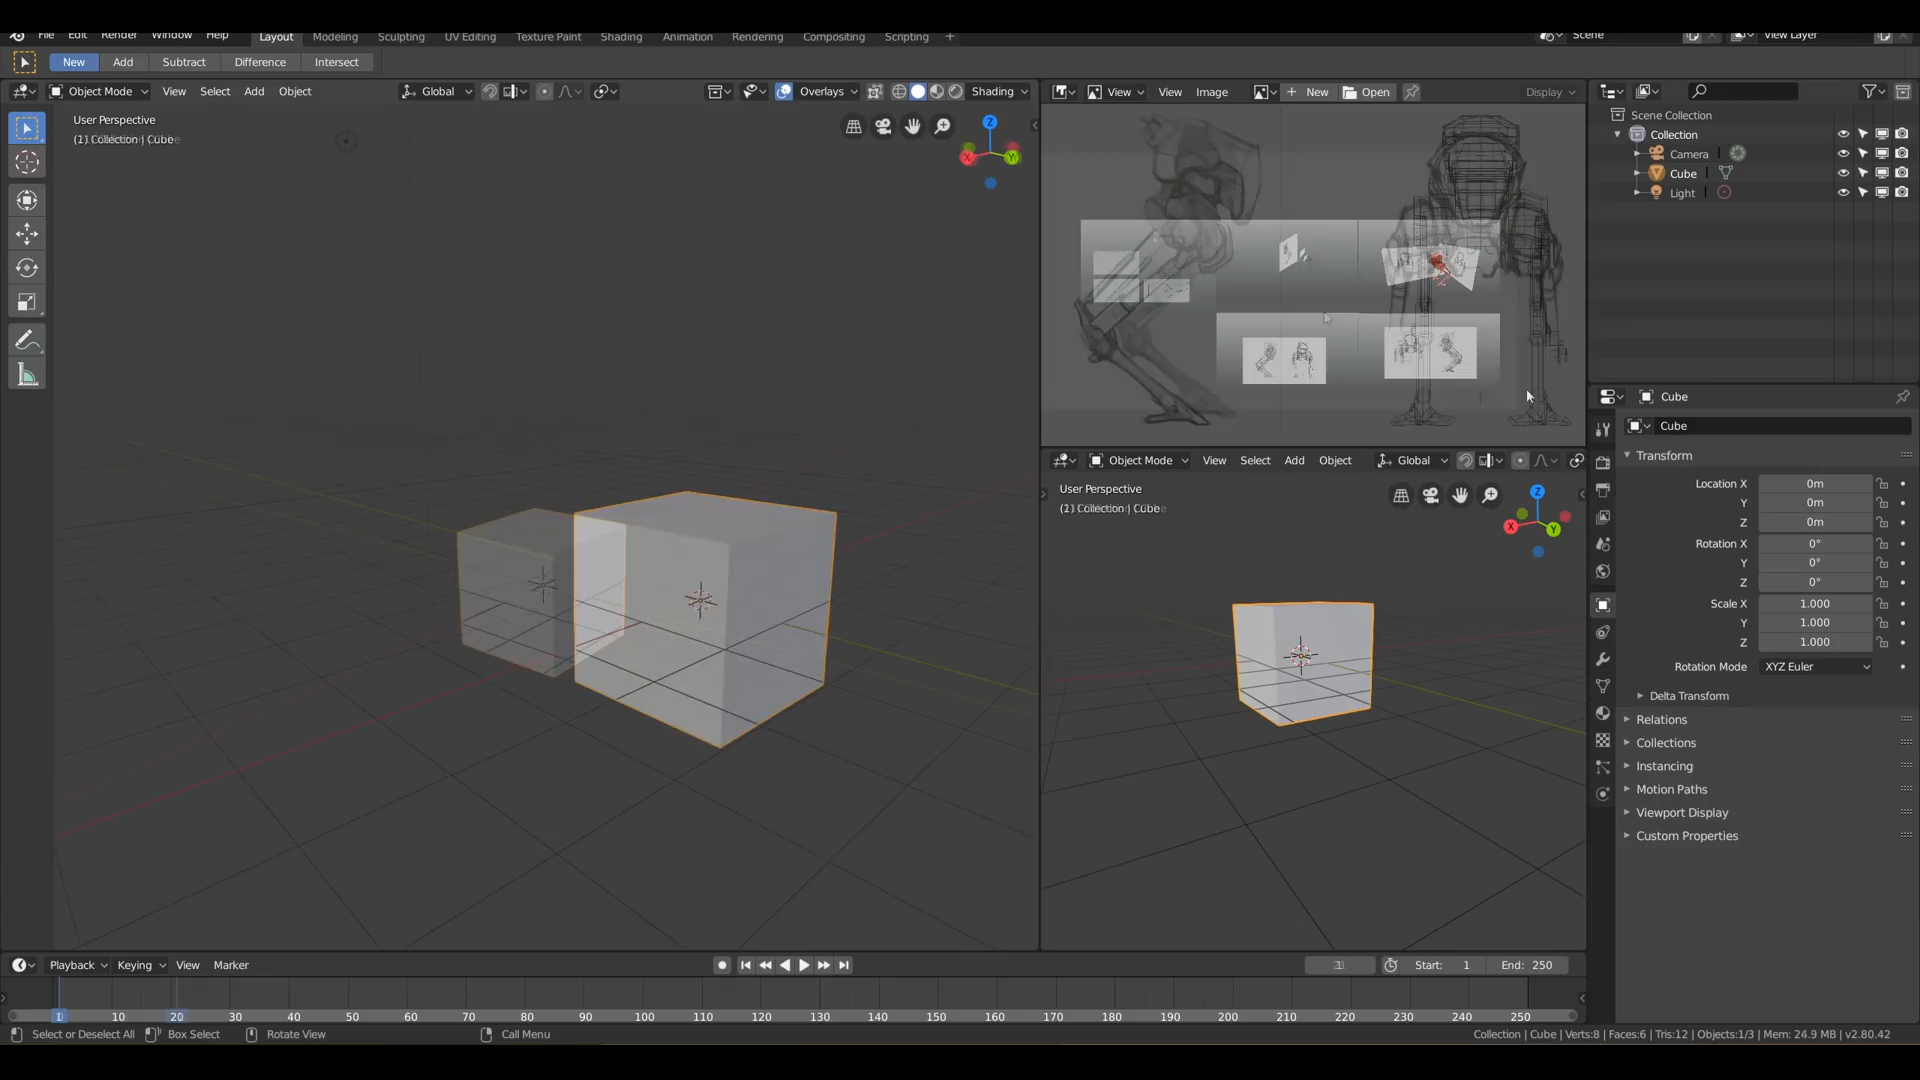 File Edit Render Window Help Layout Modeling Sculpting UV Editing Texture Paint Shading Animation Rendering Compositing Scripting + Scene View Layer
New Add Subtract Difference Intersect
Object Mode View Select Add Object Global Overlays Shading
View View Image New Open Display
User Perspective
(1) Collection | Cube
Z
X
Y
Scene Collection
Collection
Camera
Cube
Light
Object Mode View Select Add Object Global
User Perspective
(1) Collection | Cube
Z
X
Y
Cube
Cube
Transform
Location X 0m
Y 0m
Z 0m
Rotation X 0°
Y 0°
Z 0°
Scale X 1.000
Y 1.000
Z 1.000
Rotation Mode XYZ Euler
Delta Transform
Relations
Collections
Instancing
Motion Paths
Viewport Display
Custom Properties
Playback Keying View Marker Start: 1 End: 250
1 10 20 30 40 50 60 70 80 90 100 110 120 130 140 150 160 170 180 190 200 210 220 230 240 250
Select or Deselect All Box Select Rotate View Call Menu Collection | Cube | Verts:8 | Faces:6 | Tris:12 | Objects:1/3 | Mem: 24.9 MB | v2.80.42